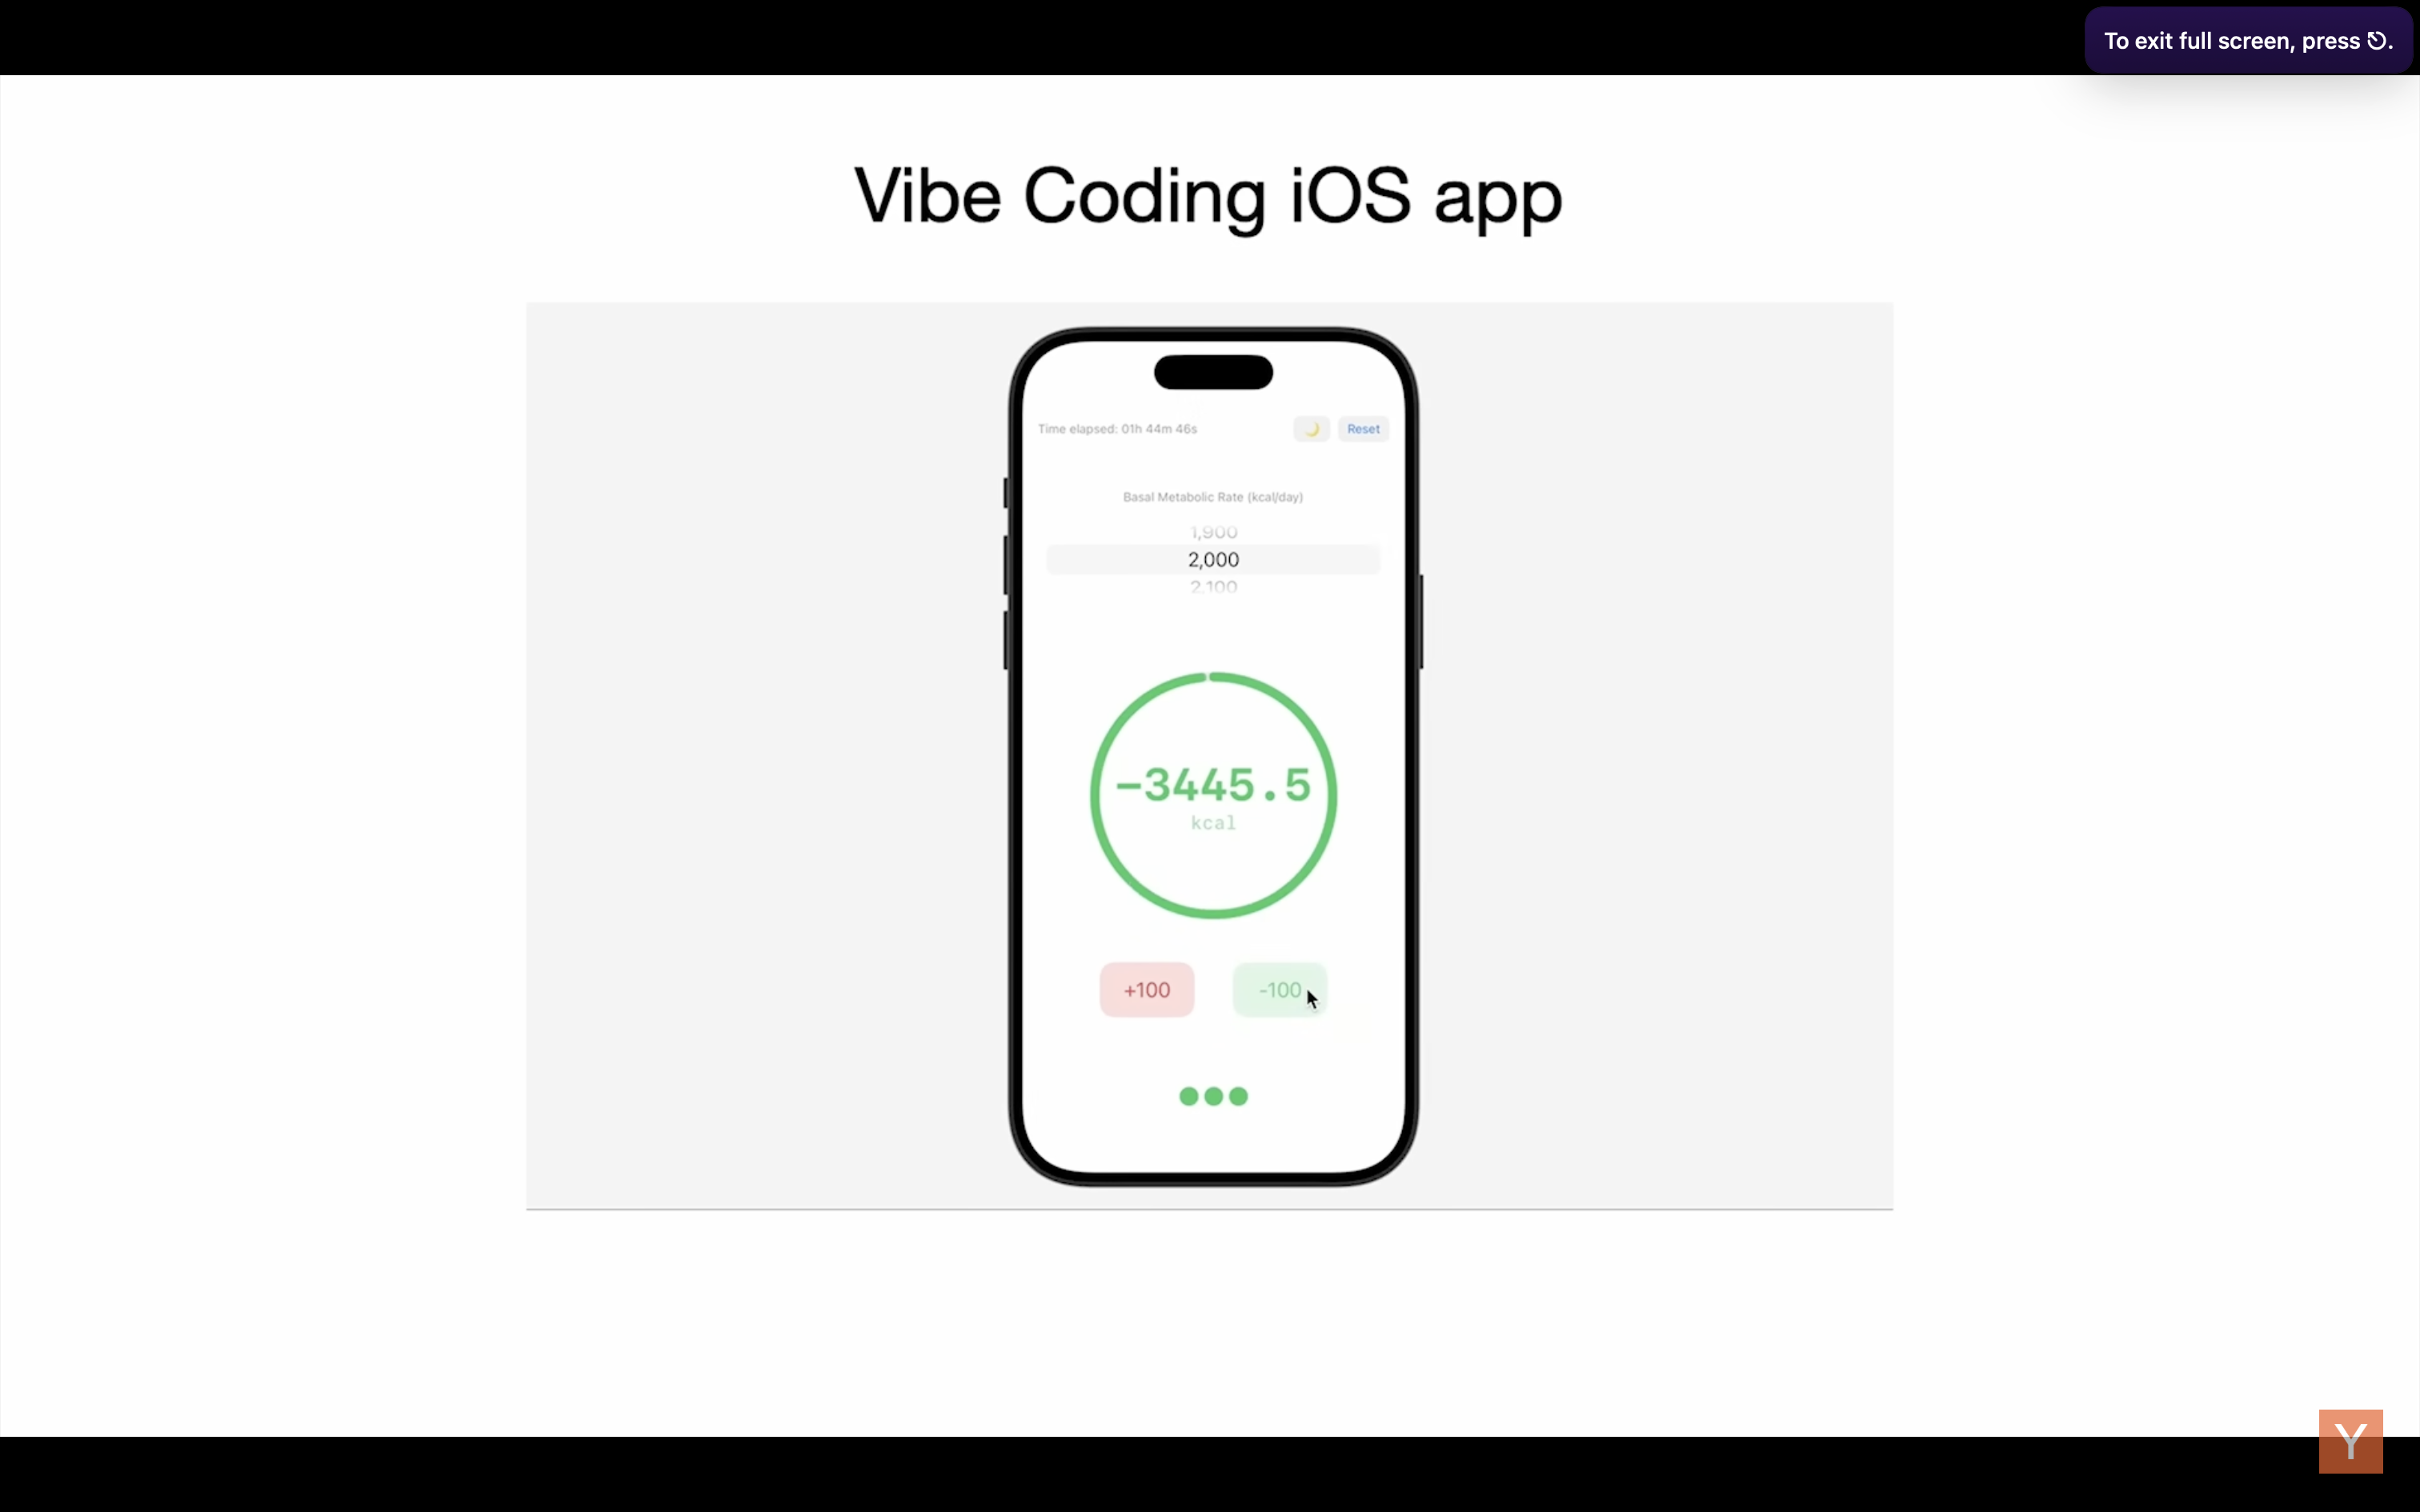 To exit full screen, press ⎋.
Vibe Coding iOS app
Time elapsed: 01h 44m 46s
🌙 Reset
Basal Metabolic Rate (kcal/day)
1,900
2,000
2,100
−3445.5
kcal
+100 -100
Y